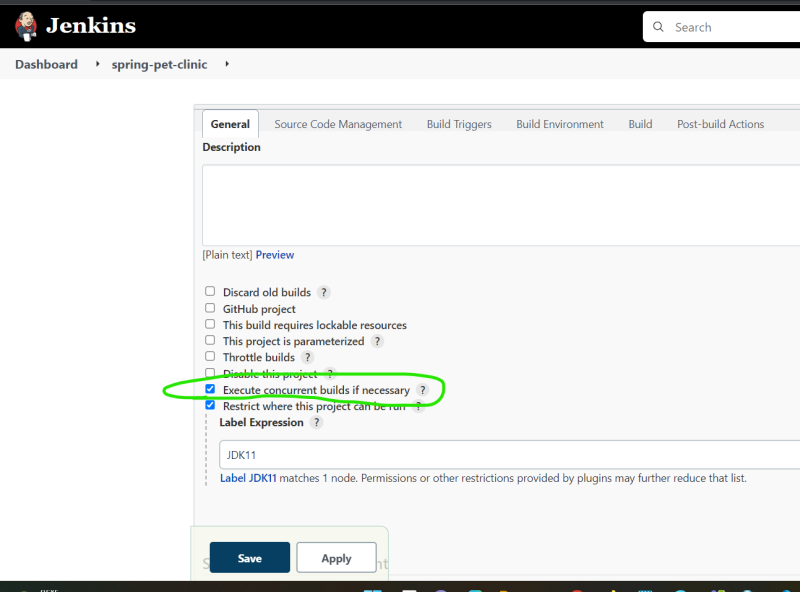 Jenkins
Search
Dashboard spring-pet-clinic
General Source Code Management Build Triggers Build Environment Build Post-build Actions
Description
[Plain text] Preview
Discard old builds ?
GitHub project
This build requires lockable resources
This project is parameterized ?
Throttle builds ?
Disable this project ?
Execute concurrent builds if necessary ?
Restrict where this project can be run ?
Label Expression ?
JDK11
Label JDK11 matches 1 node. Permissions or other restrictions provided by plugins may further reduce that list.
Save Apply